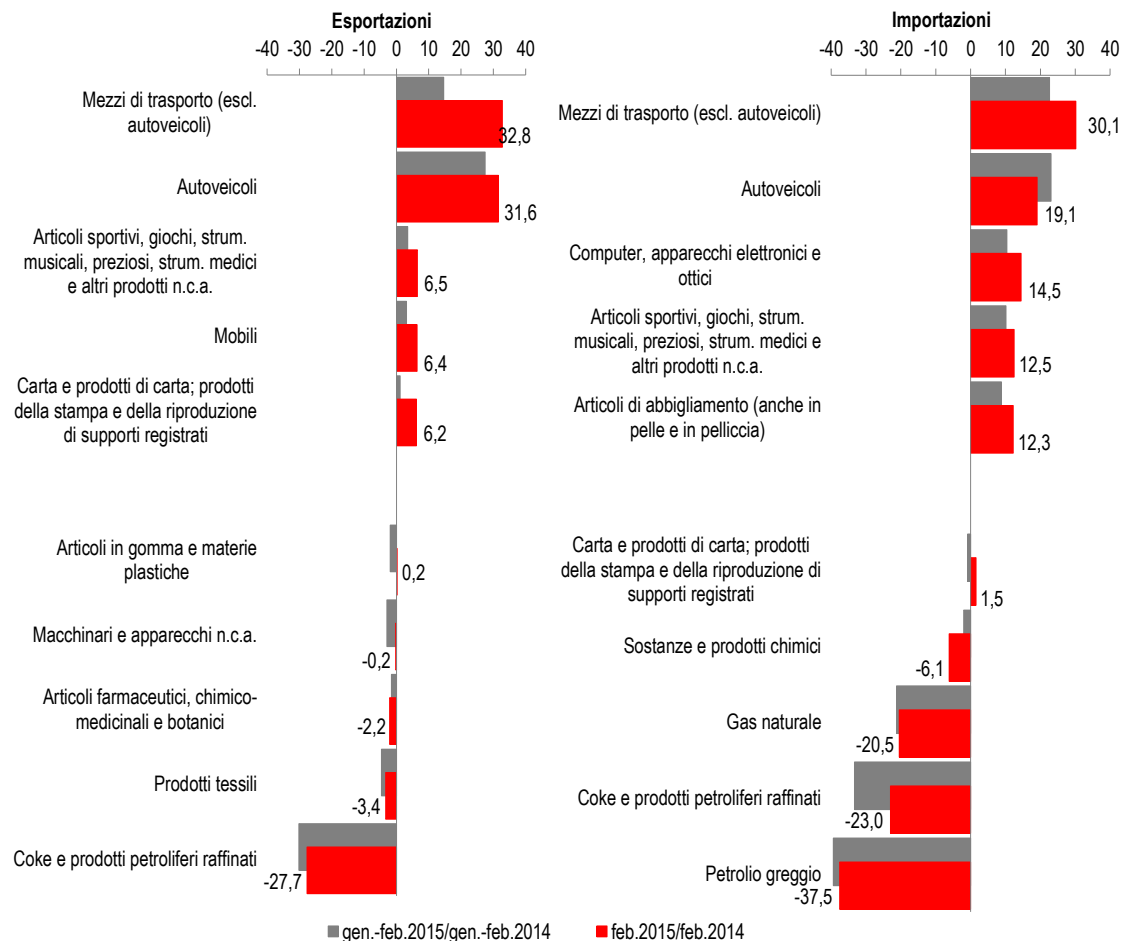 Esportazioni
-40 -30 -20 -10 0 10 20 30 40
Mezzi di trasporto (escl.
autoveicoli)
32,8
Autoveicoli
31,6
Articoli sportivi, giochi, strum.
musicali, preziosi, strum. medici
e altri prodotti n.c.a.
6,5
Mobili
6,4
Carta e prodotti di carta; prodotti
della stampa e della riproduzione
di supporti registrati
6,2
Articoli in gomma e materie
plastiche
0,2
Macchinari e apparecchi n.c.a.
-0,2
Articoli farmaceutici, chimico-
medicinali e botanici
-2,2
Prodotti tessili
-3,4
Coke e prodotti petroliferi raffinati
-27,7
Importazioni
-40 -30 -20 -10 0 10 20 30 40
Mezzi di trasporto (escl. autoveicoli)
30,1
Autoveicoli
19,1
Computer, apparecchi elettronici e
ottici
14,5
Articoli sportivi, giochi, strum.
musicali, preziosi, strum. medici e
altri prodotti n.c.a.
12,5
Articoli di abbigliamento (anche in
pelle e in pelliccia)
12,3
Carta e prodotti di carta; prodotti
della stampa e della riproduzione di
supporti registrati
1,5
Sostanze e prodotti chimici
-6,1
Gas naturale
-20,5
Coke e prodotti petroliferi raffinati
-23,0
Petrolio greggio
-37,5
gen.-feb.2015/gen.-feb.2014
feb.2015/feb.2014